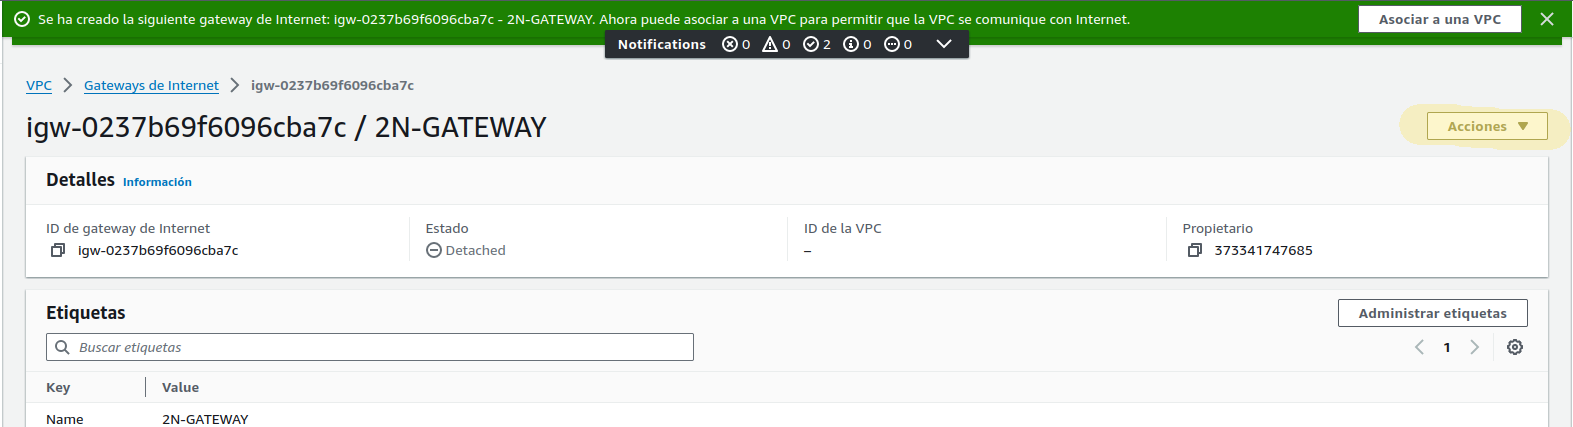 Se ha creado la siguiente gateway de Internet: igw-0237b69f6096cba7c - 2N-GATEWAY. Ahora puede asociar a una VPC para permitir que la VPC se comunique con Internet.
Asociar a una VPC
Notifications 0 0 2 0 0
VPC > Gateways de Internet > igw-0237b69f6096cba7c
igw-0237b69f6096cba7c / 2N-GATEWAY
Acciones
Detalles Información
ID de gateway de Internet Estado ID de la VPC Propietario
igw-0237b69f6096cba7c Detached – 373341747685
Etiquetas
Administrar etiquetas
Buscar etiquetas
1
Key Value
Name 2N-GATEWAY